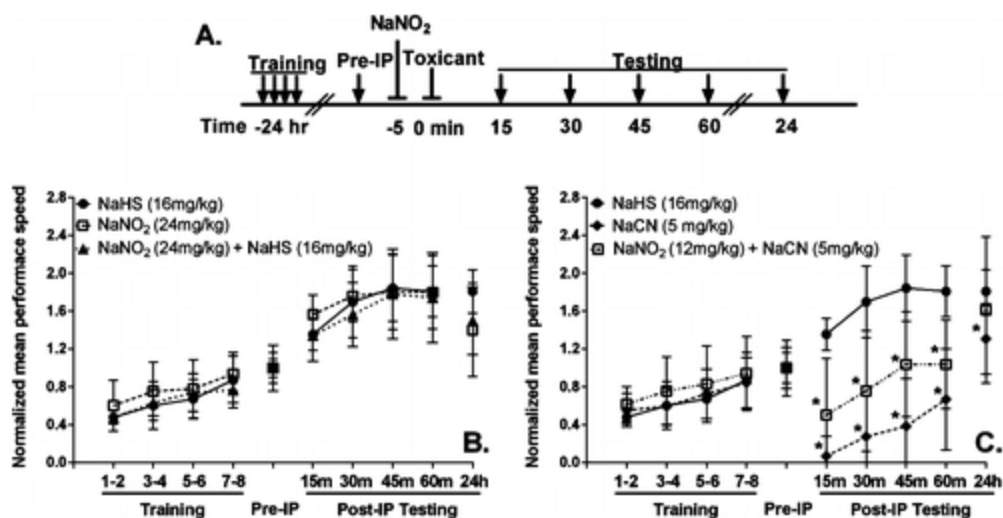 A.
NaNO2
Training Pre-IP Toxicant Testing
Time -24 hr -5 0 min 15 30 45 60 24
Normalized mean performace speed
2.8
2.4
2.0
1.6
1.2
0.8
0.4
0.0
NaHS (16mg/kg)
NaNO2 (24mg/kg)
NaNO2 (24mg/kg) + NaHS (16mg/kg)
B.
1-2 3-4 5-6 7-8 15m 30m 45m 60m 24h
Training Pre-IP Post-IP Testing
Normalized mean performace speed
2.8
2.4
2.0
1.6
1.2
0.8
0.4
0.0
NaHS (16mg/kg)
NaCN (5 mg/kg)
NaNO2 (12mg/kg) + NaCN (5mg/kg)
* * * * * * * * *
C.
1-2 3-4 5-6 7-8 15m 30m 45m 60m 24h
Training Pre-IP Post-IP Testing